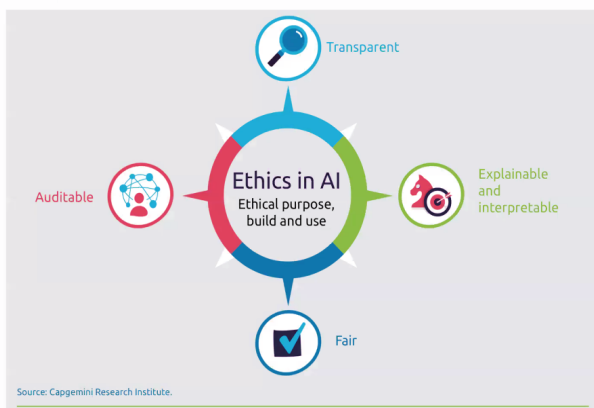 Transparent
Auditable
Ethics in AI
Ethical purpose,
build and use
Explainable
and
interpretable
Fair
Source: Capgemini Research Institute.